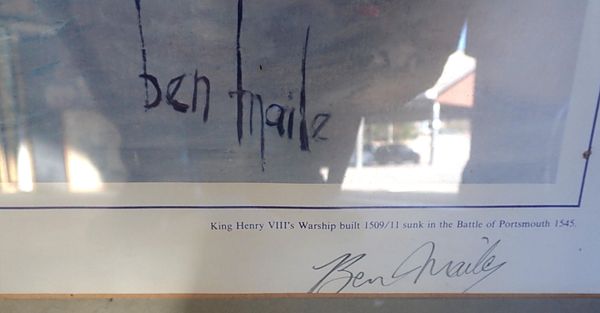 ben maile
King Henry VIII's Warship built 1509/11 sunk in the Battle of Portsmouth 1545.
Ben Maile